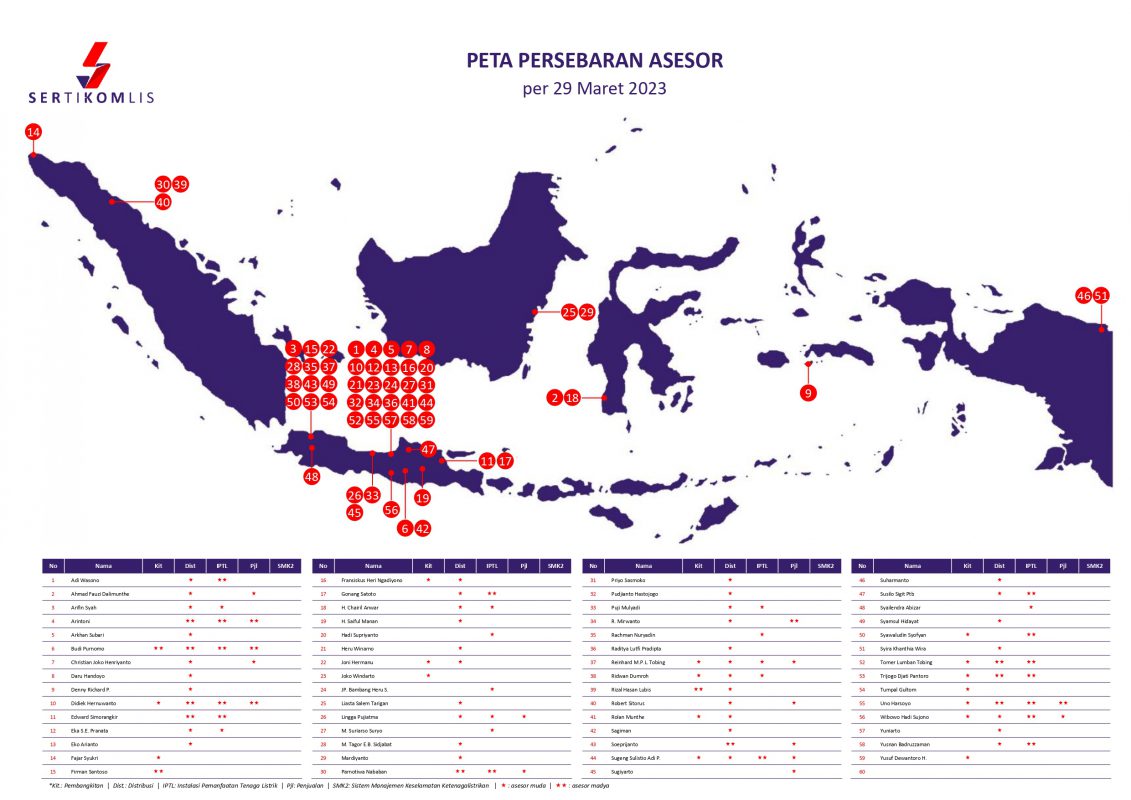 PETA PERSEBARAN ASESOR
per 29 Maret 2023
SERTIKOMLIS
14
30 39
40
46 51
25 29
3 15 22
28 35 37
38 43 49
50 53 54
1 4 5 7 8
10 12 13 16 20
21 23 24 27 31
32 34 36 41 44
52 55 57 58 59
2 18
9
47
11 17
48
26 33
45
56
19
6 42
No Nama Kit Dist IPTL Pjl SMK2
1 Adi Wasono ★ ★★
2 Ahmad Fauzi Dalimunthe ★ ★
3 Arifin Syah ★ ★
4 Arintoni ★★ ★★ ★★
5 Arkhan Subari ★
6 Budi Purnomo ★★ ★★ ★★ ★★
7 Christian Joko Henriyanto ★ ★
8 Daru Handoyo ★
9 Denny Richard P. ★
10 Didiek Hernuwanto ★ ★★ ★★ ★★
11 Edward Simorangkir ★★ ★★
12 Eka S.E. Pranata ★ ★
13 Eko Arianto ★
14 Fajar Syukri ★
15 Firman Santoso ★★
No Nama Kit Dist IPTL Pjl SMK2
16 Fransiskus Heri Ngadiyono ★ ★
17 Gonang Satoto ★ ★★
18 H. Chairil Anwar ★ ★
19 H. Saiful Manan ★
20 Hadi Supriyanto ★
21 Heru Winarno ★
22 Joni Hermanu ★ ★
23 Joko Windarto ★
24 JP. Bambang Heru S. ★
25 Liasta Salem Tarigan ★
26 Lingga Pujiatma ★ ★ ★
27 M. Suriarso Suryo ★
28 M. Tagor E.B. Sidjabat ★
29 Mardiyanto ★
30 Pamotiva Nababan ★★ ★★ ★
No Nama Kit Dist IPTL Pjl SMK2
31 Priyo Sasmoko ★
32 Pudjianto Hastojogo ★
33 Puji Mulyadi ★ ★
34 R. Mirwanto ★ ★★
35 Rachman Nuryadin ★
36 Raditya Lutfi Pradipta ★
37 Reinhard M.P.L. Tobing ★ ★ ★ ★
38 Ridwan Dumroh ★ ★ ★
39 Rizal Hasan Lubis ★★ ★
40 Robert Sitorus ★ ★
41 Rolan Munthe ★ ★
42 Sagiman ★
43 Soeprijanto ★★ ★
44 Sugeng Sulistio Adi P. ★ ★ ★★ ★
45 Sugiyarto ★
No Nama Kit Dist IPTL Pjl SMK2
46 Suharmanto ★
47 Susilo Sigit Ptb ★ ★★
48 Syailendra Abizar ★
49 Syamsul Hidayat ★
50 Syawaludin Syofyan ★ ★★
51 Syira Khanthia Wira ★
52 Tomer Lumban Tobing ★ ★★ ★★
53 Trijogo Djati Pantoro ★ ★★ ★★
54 Tumpal Gultom ★
55 Uno Harsoyo ★ ★★ ★★ ★★
56 Wibowo Hadi Sujono ★ ★ ★★ ★
57 Yuniarto ★
58 Yusnan Badruzzaman ★ ★★
59 Yusuf Dewantoro H. ★
60
*Kit.: Pembangkitan | Dist.: Distribusi | IPTL: Instalasi Pemanfaatan Tenaga Listrik | Pjl: Penjualan | SMK2: Sistem Manajemen Keselamatan Ketenagalistrikan | ★ : asesor muda | ★★ : asesor madya